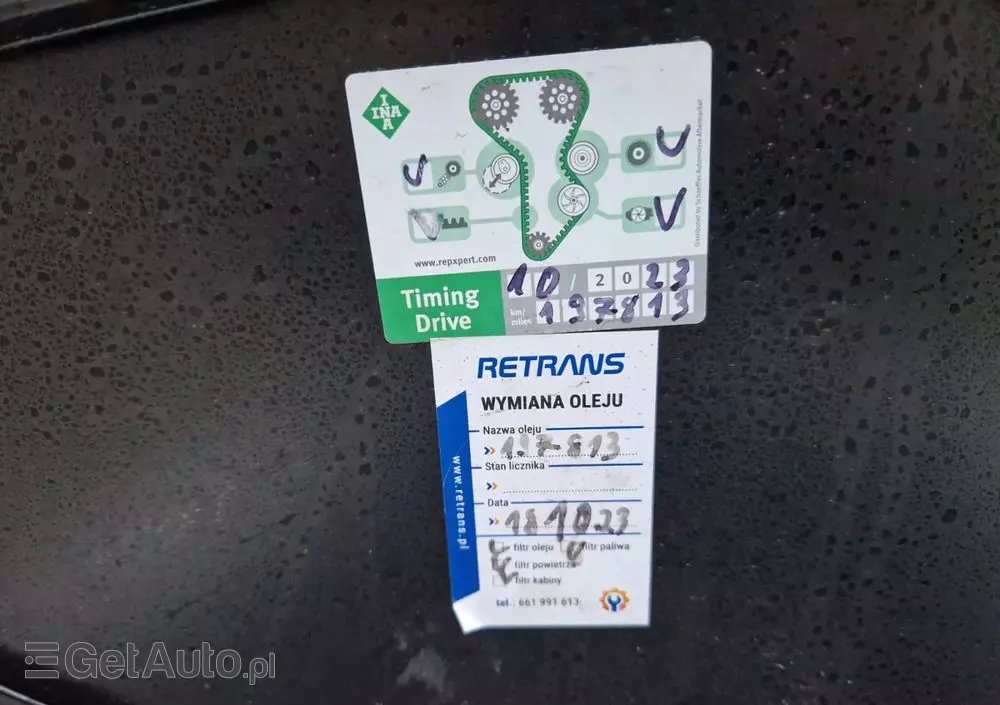 INA
INA
www.repxpert.com
Distributed by Schaeffler Automotive Aftermarket
Timing
Drive
10 / 2023
km/
miles
197813
RETRANS
WYMIANA OLEJU
Nazwa oleju
197813
Stan licznika
Data
18 10 23
filtr oleju
filtr paliwa
filtr powietrza
filtr kabiny
tel.: 661 991 613
www.retrans.pl
GetAuto.pl